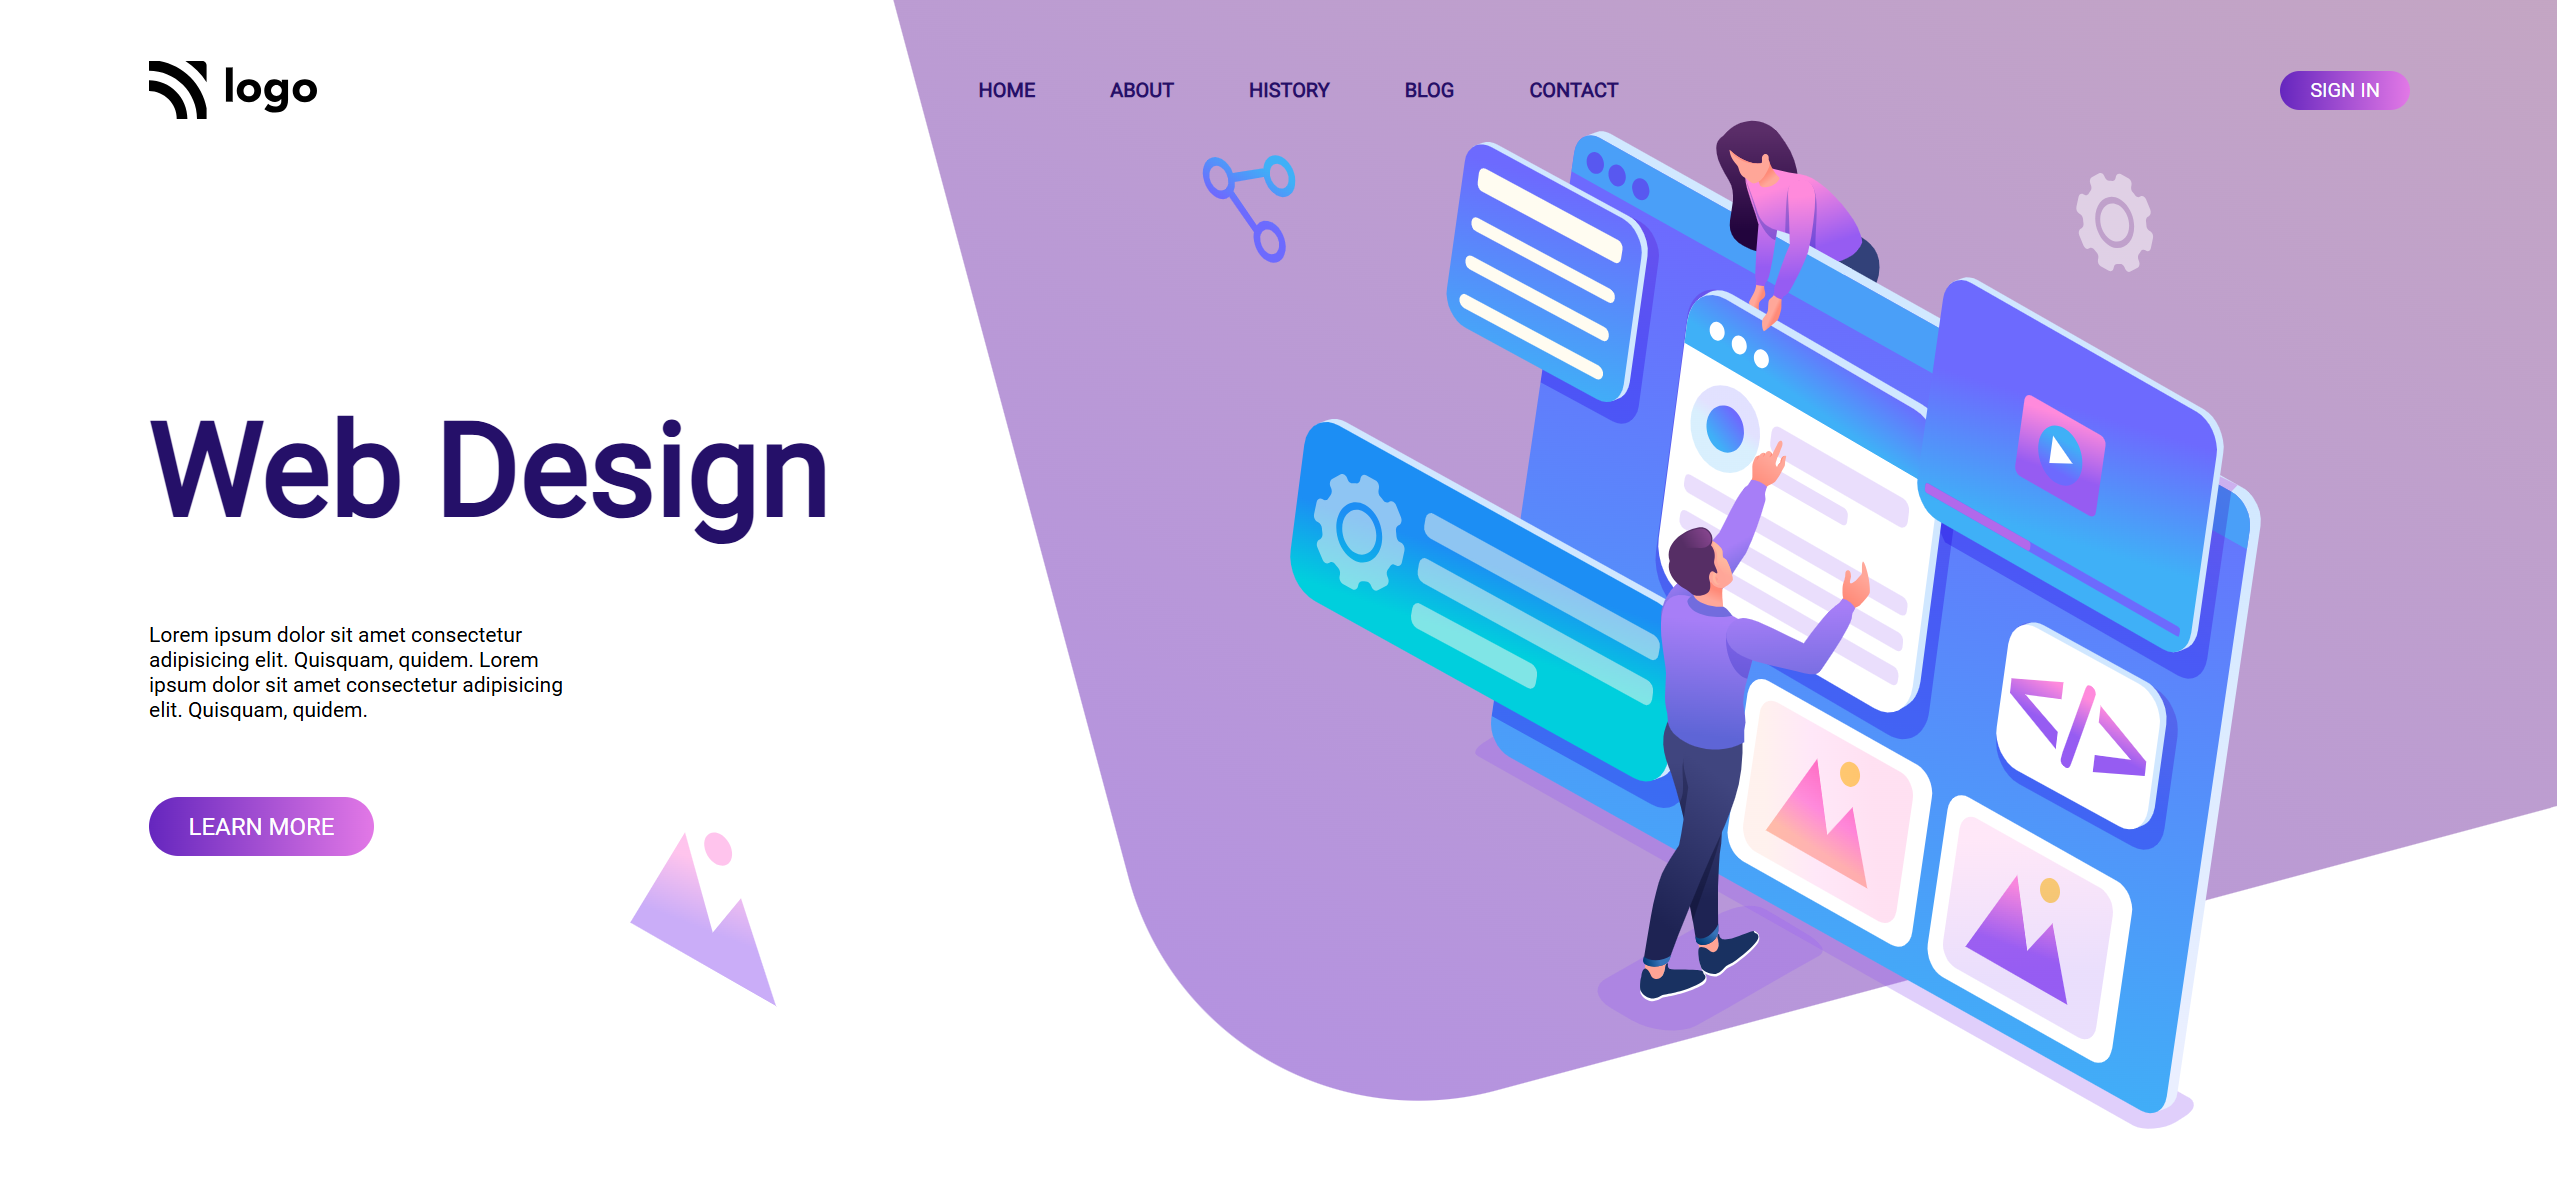 logo
HOME ABOUT HISTORY BLOG CONTACT
SIGN IN
Web Design
Lorem ipsum dolor sit amet consectetur
adipisicing elit. Quisquam, quidem. Lorem
ipsum dolor sit amet consectetur adipisicing
elit. Quisquam, quidem.
LEARN MORE
</>